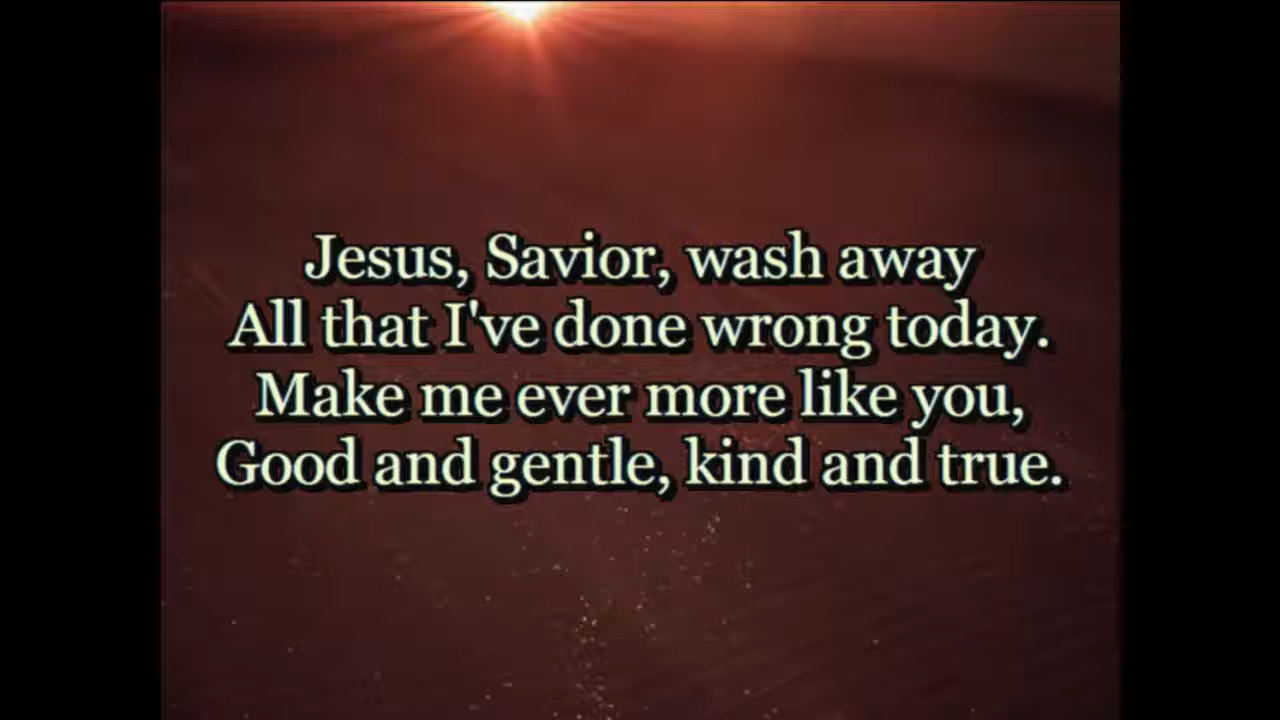 Jesus, Savior, wash away
All that I've done wrong today.
Make me ever more like you,
Good and gentle, kind and true.